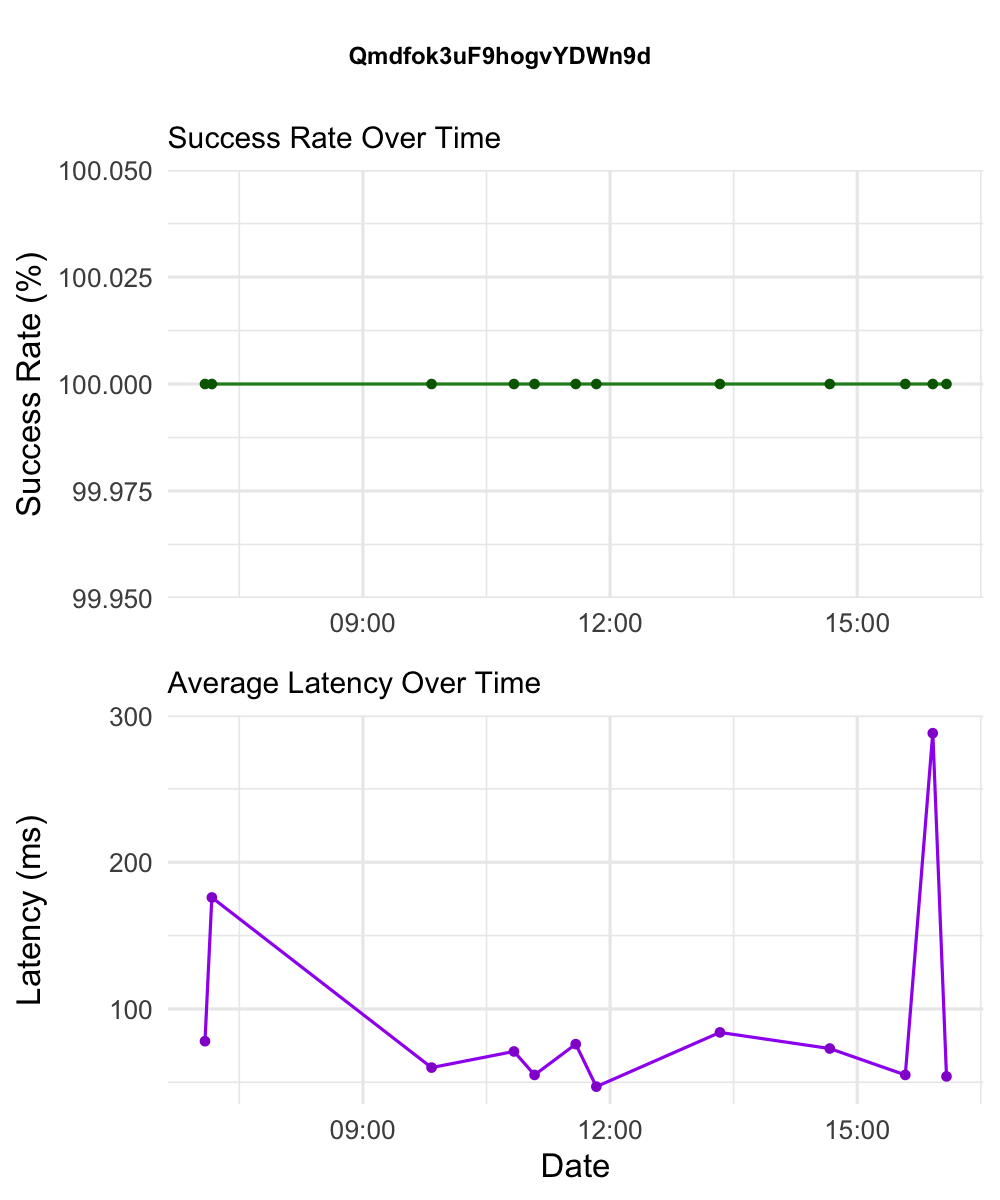 Qmdfok3uF9hogvYDWn9d
Success Rate Over Time
100.050
100.025
100.000
99.975
99.950
Success Rate (%)
09:00 12:00 15:00
Average Latency Over Time
300
200
100
Latency (ms)
09:00 12:00 15:00
Date